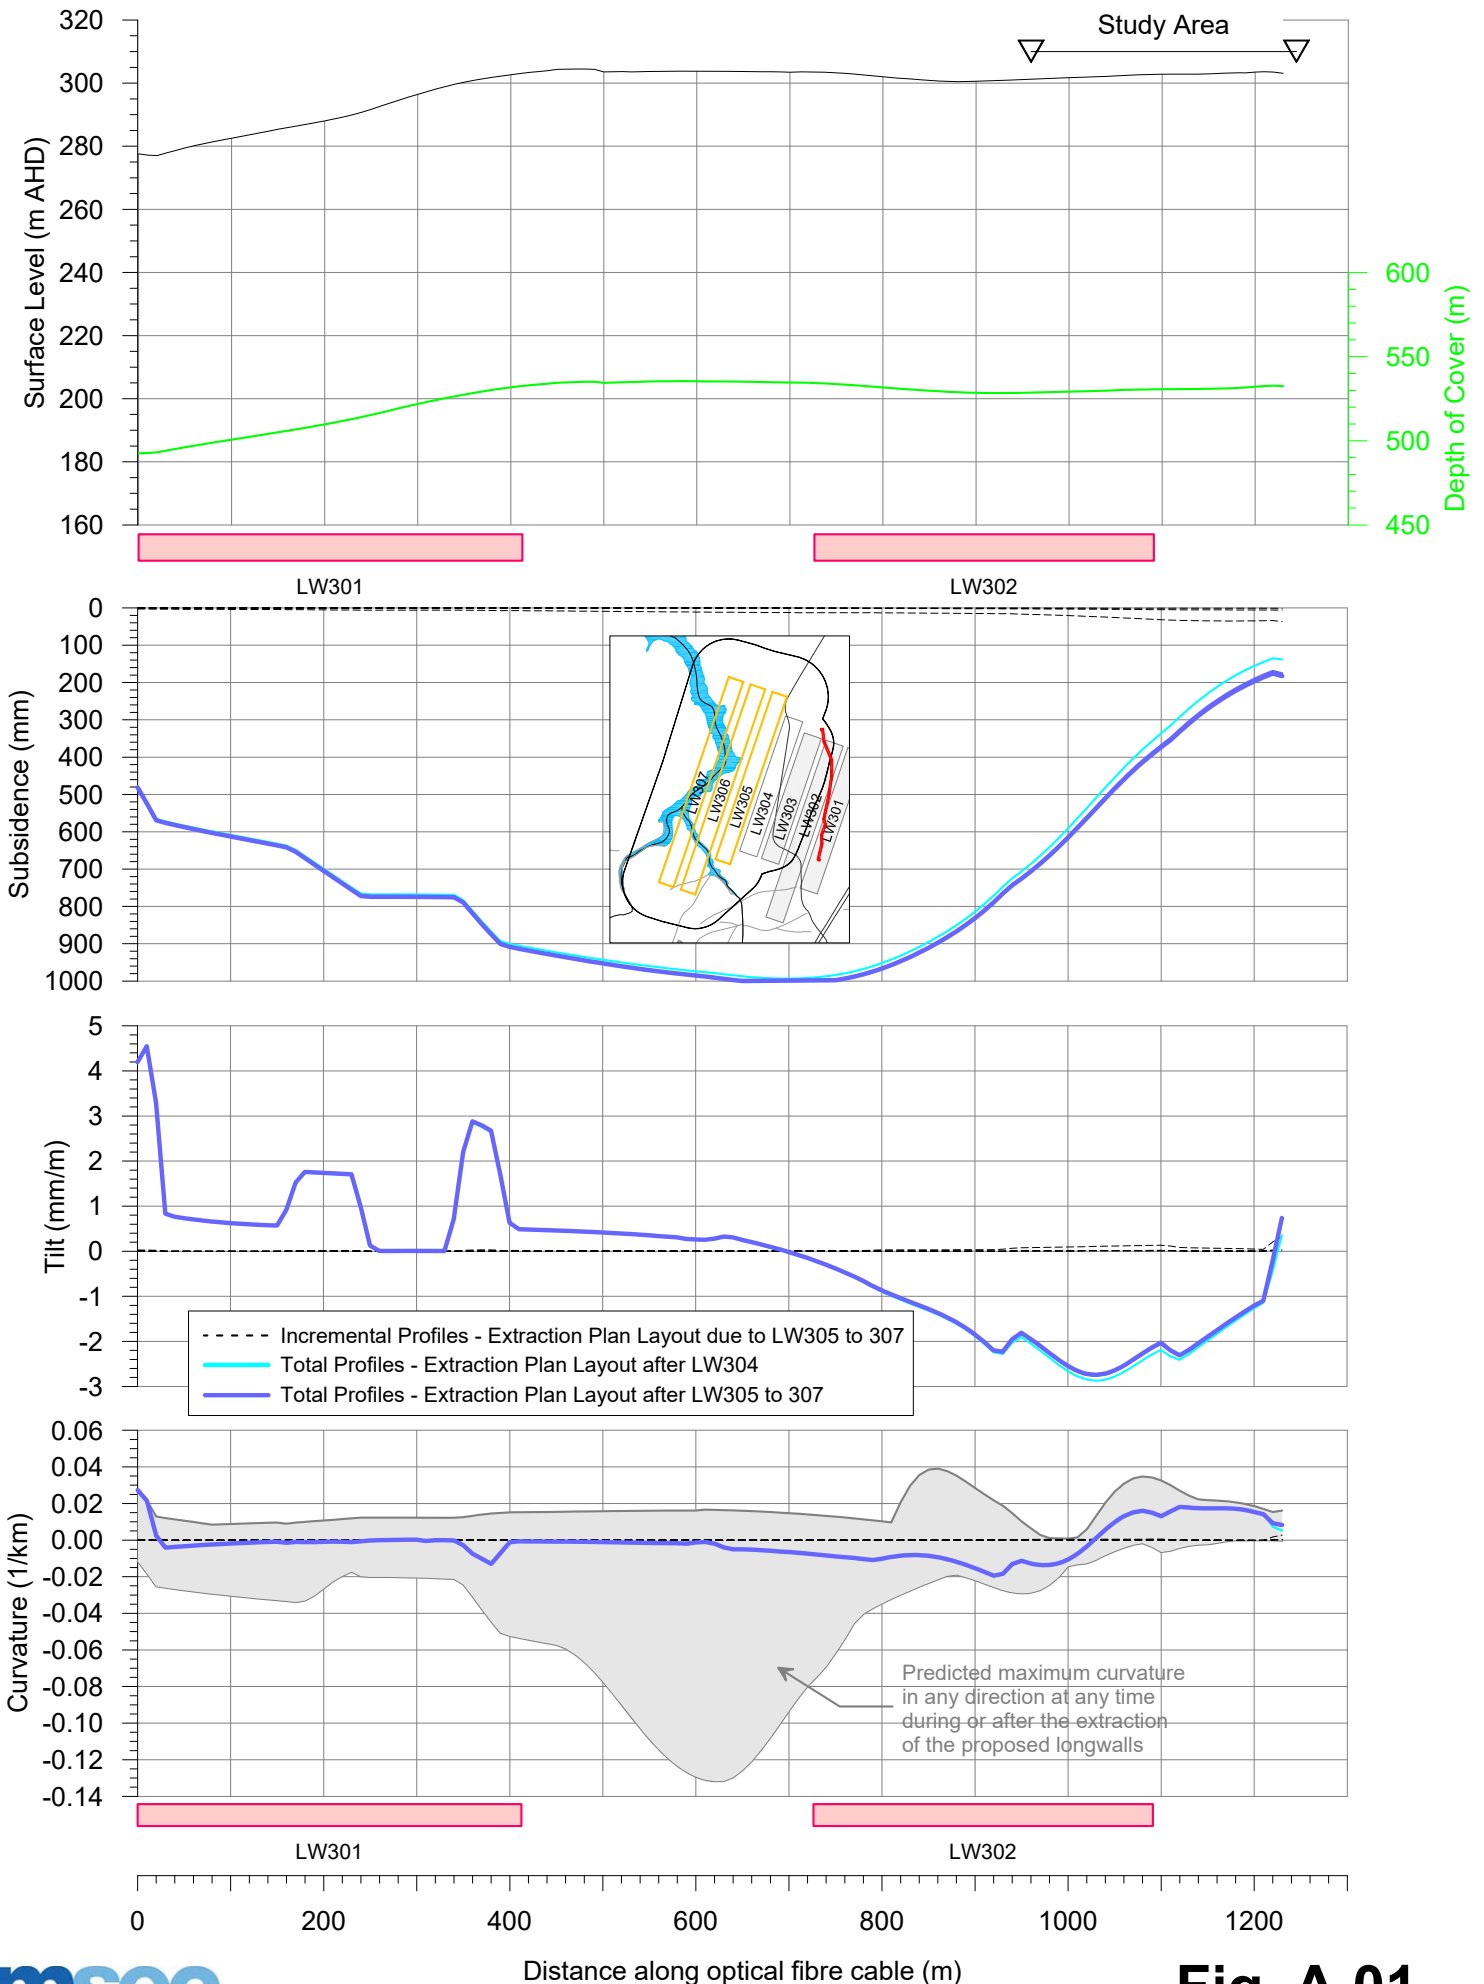 Study Area
320
300
280
260
240
220
200
180
160
Surface Level (m AHD)
600
550
500
450
Depth of Cover (m)
LW301
LW302
0
100
200
300
400
500
600
700
800
900
1000
Subsidence (mm)
LW307
LW306
LW305
LW304
LW303
LW302
LW301
5
4
3
2
1
0
-1
-2
-3
Tilt (mm/m)
Incremental Profiles - Extraction Plan Layout due to LW305 to 307
Total Profiles - Extraction Plan Layout after LW304
Total Profiles - Extraction Plan Layout after LW305 to 307
0.06
0.04
0.02
0.00
-0.02
-0.04
-0.06
-0.08
-0.10
-0.12
-0.14
Curvature (1/km)
Predicted maximum curvature
in any direction at any time
during or after the extraction
of the proposed longwalls
LW301
LW302
0
200
400
600
800
1000
1200
Distance along optical fibre cable (m)
msec
Fig. A.01